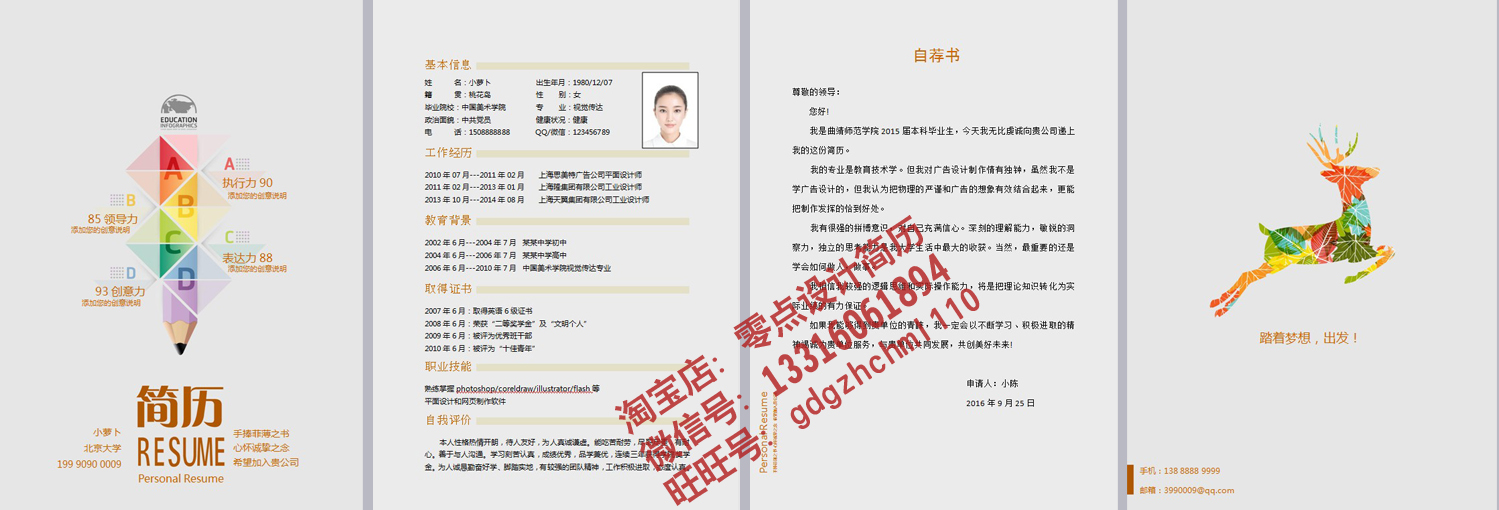 EDUCATION
INFOGRAPHICS
A
A
执行力 90
添加您的创意说明
B
B
85 领导力
添加您的创意说明
C
C
表达力 88
添加您的创意说明
D
D
93 创意力
添加您的创意说明
简历
RESUME
Personal Resume
小萝卜
北京大学
199 9090 0009
手捧菲薄之书
心怀诚挚之念
希望加入贵公司
基本信息
姓 名：小萝卜 出生年月：1980/12/07
籍 贯：桃花岛 性 别：女
毕业院校：中国美术学院 专 业：视觉传达
政治面貌：中共党员 健康状况：健康
电 话：1508888888 QQ/微信：123456789
工作经历
2010 年 07 月---2011 年 02 月 上海思美特广告公司平面设计师
2011 年 02 月---2013 年 01 月 上海隆集团有限公司工业设计师
2013 年 10 月---2014 年 08 月 上海天翼集团有限公司工业设计师
教育背景
2002 年 6 月---2004 年 7 月 某某中学初中
2004 年 6 月---2006 年 7 月 某某中学高中
2006 年 6 月---2010 年 7 月 中国美术学院视觉传达专业
取得证书
2007 年 6 月：取得英语 6 级证书
2008 年 6 月：荣获“二等奖学金”及“文明个人”
2009 年 6 月：被评为优秀班干部
2010 年 6 月：被评为“十佳青年”
职业技能
熟练掌握 photoshop/coreldraw/illustrator/flash 等
平面设计和网页制作软件
自我评价
本人性格热情开朗，待人友好，为人真诚谦虚。能吃苦耐劳，尽
心。善于与人沟通。学习刻苦认真，成绩优秀，品学兼优，连续三年获得 奖学
金。为人诚恳勤奋好学、脚踏实地，有较强的团队精神，工作积极进取，态度认真。
自荐书
尊敬的领导：
您好!
我是曲靖师范学院 2015 届本科毕业生，今天我无比虔诚向贵公司递上
我的这份简历。
我的专业是教育技术学。但我对广告设计制作情有独钟，虽然我不是
学广告设计的，但我认为把物理的严谨和广告的想象有效结合起来，更能
把制作发挥的恰到好处。
我有很强的拼博意识，对自己充满信心。深刻的理解能力，敏锐的洞
察力，独立的思考能力是我大学生活中最大的收获。当然，最重要的还是
学会如何做人、做事。
我相信我较强的逻辑思维和实际操作能力，将是把理论知识转化为实
际业绩的有力保证。
如果我能够得到贵单位的青睐，我一定会以不断学习、积极进取的精
神竭诚为贵单位服务，与贵单位共同发展，共创美好未来!
申请人：小陈
2016 年 9 月 25 日
Personal Resume
淘宝店：零点设计简历
微信号：13316061894
旺旺号：gdgzhchmj110
踏着梦想，出发！
手机：138 8888 9999
邮箱：3990009@qq.com